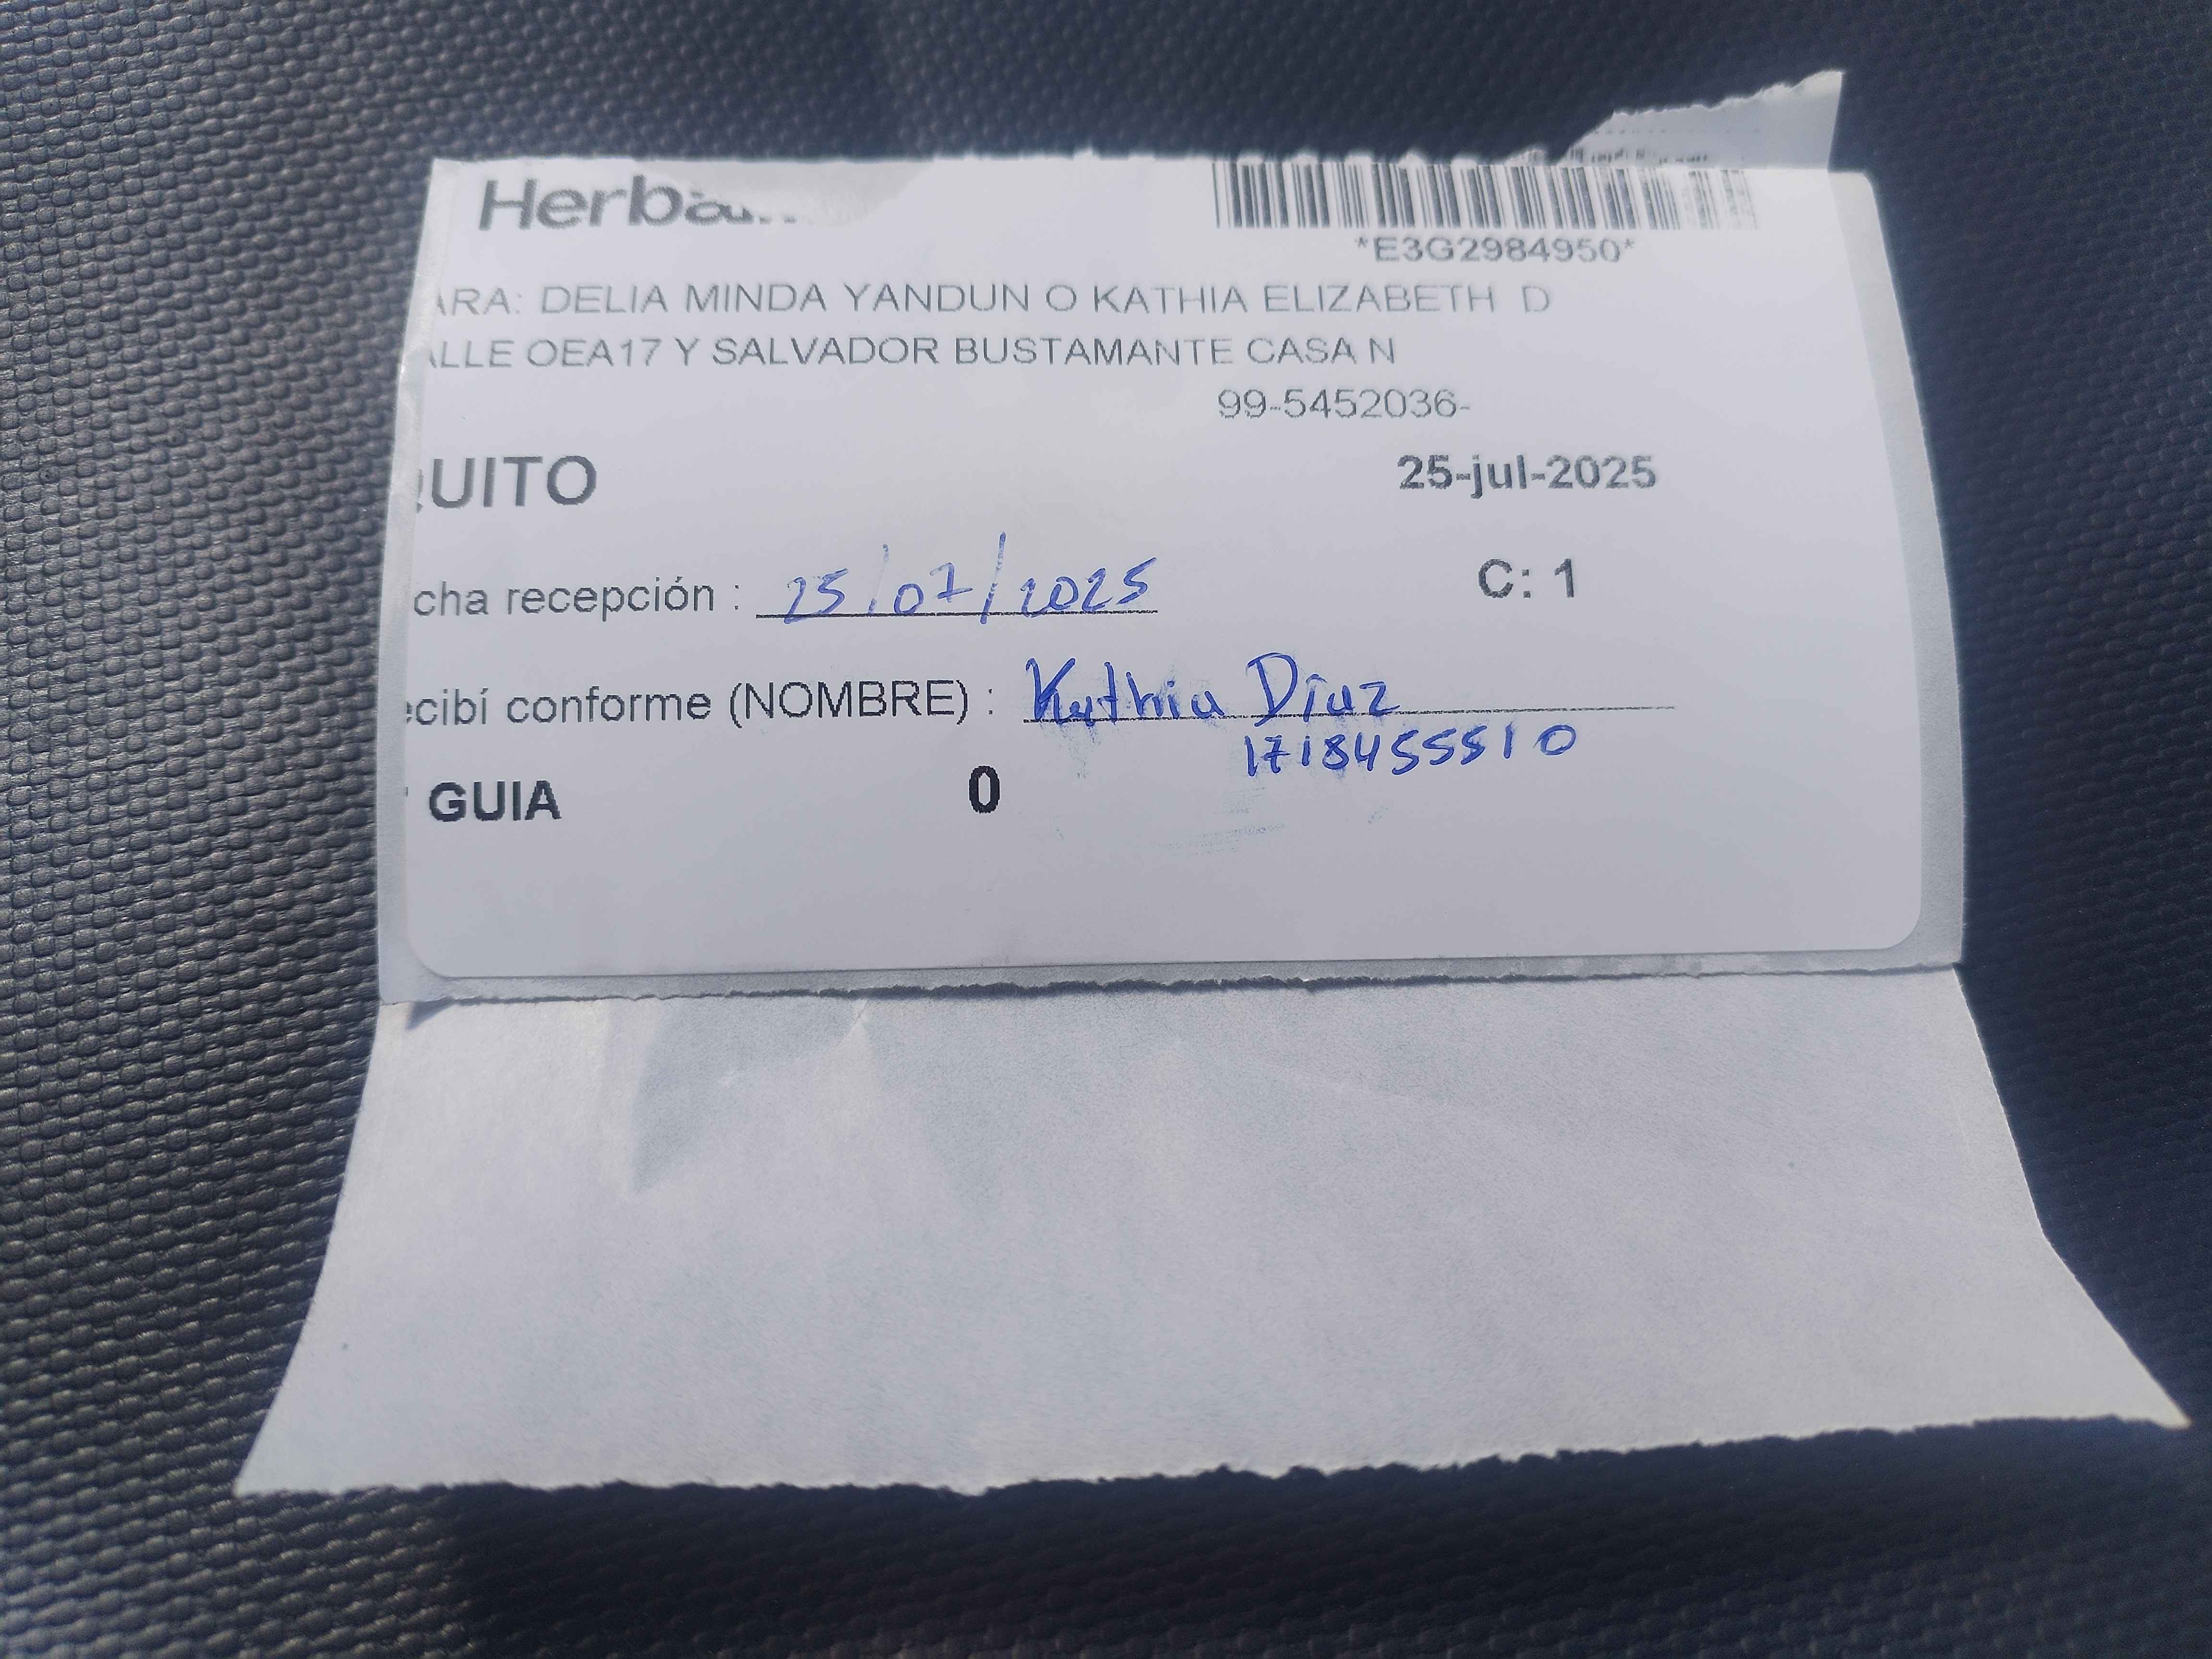 Herba
*E3G2984950*
ARA: DELIA MINDA YANDUN O KATHIA ELIZABETH D
ALLE OEA17 Y SALVADOR BUSTAMANTE CASA N
99-5452036-
QUITO 25-jul-2025
cha recepción : 25/07/2025 C: 1
ecibí conforme (NOMBRE) : Kathia Díaz
1718455510
GUIA 0